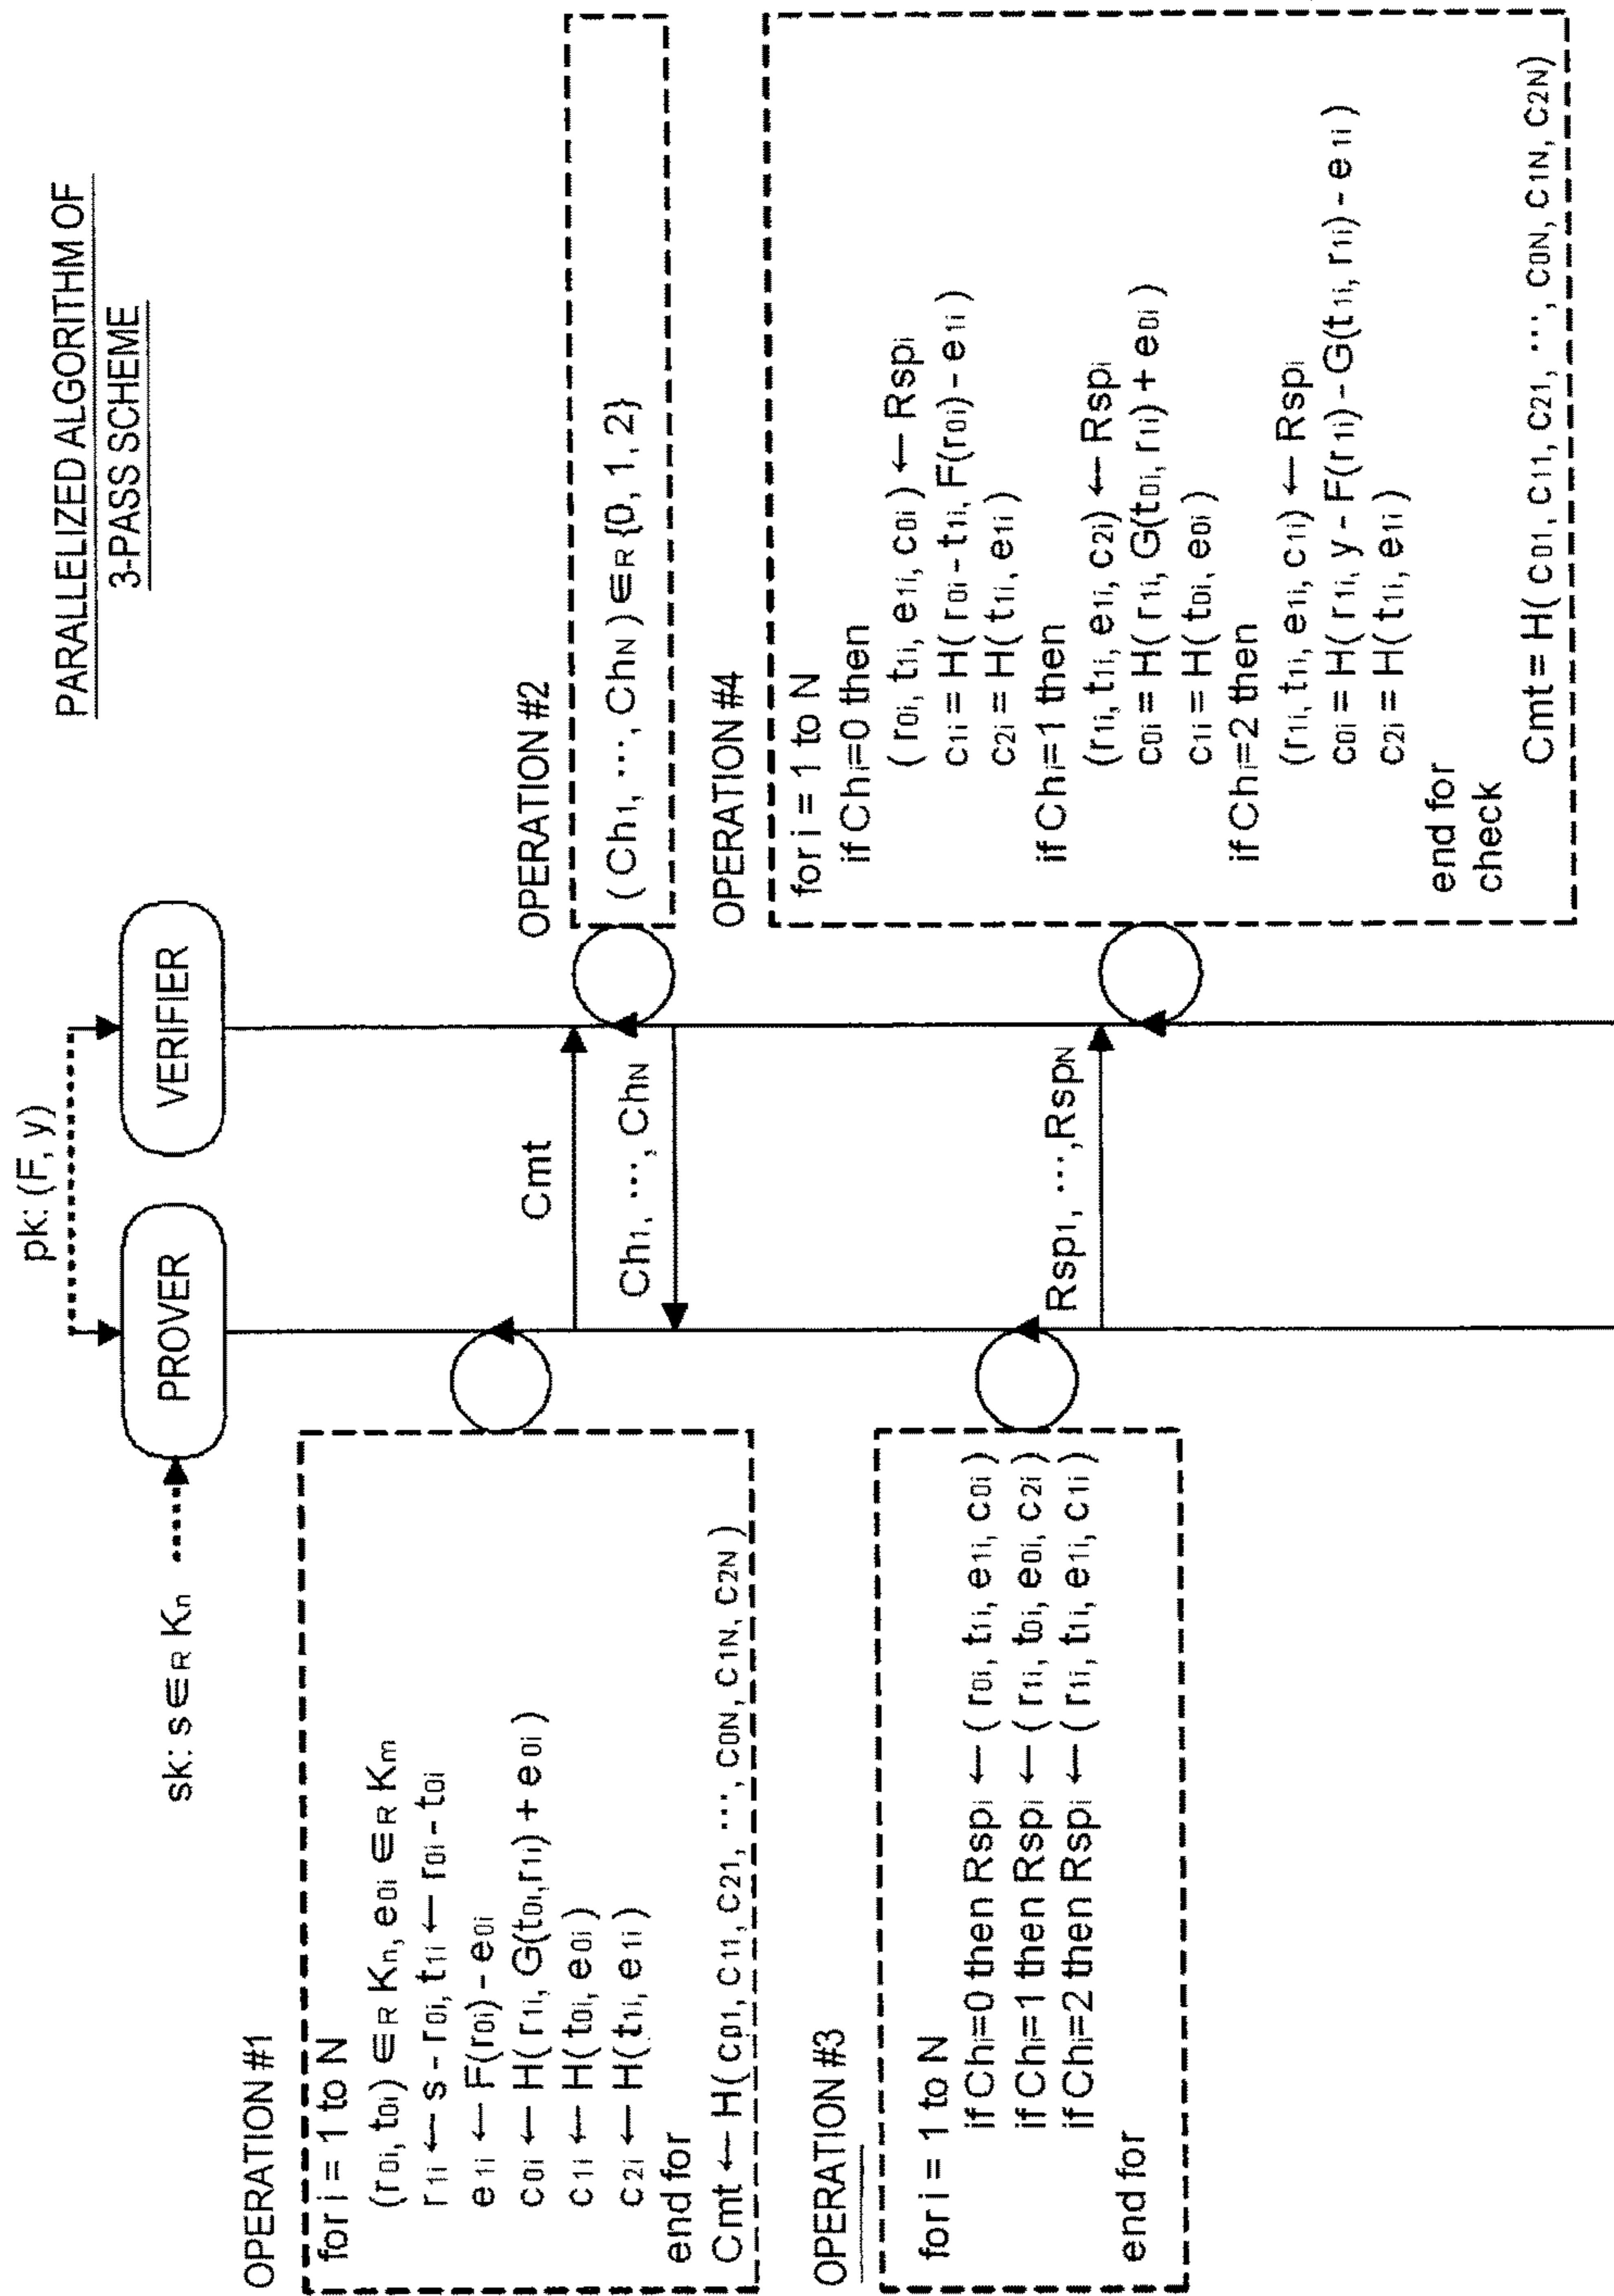 PARALLELIZED ALGORITHM OF
3-PASS SCHEME
pk: (F, y)
sk: s ∈R Kn
PROVER
VERIFIER
OPERATION #1
for i = 1 to N
(r0i, t0i) ∈R Kn, e0i ∈R Km
r1i ← s - r0i, t1i ← r0i - t0i
e1i ← F(r0i) - e0i
c0i ← H( r1i, G(t0i,r1i) + e0i )
c1i ← H( t0i, e0i )
c2i ← H( t1i, e1i )
end for
Cmt ← H( cp1, c11, c21, ···, c0N, c1N, c2N )
Cmt
OPERATION #2
( Ch1, ···, ChN ) ∈R {0, 1, 2}
Ch1, ···, ChN
OPERATION #3
for i = 1 to N
if Chi=0 then Rspi ← ( r0i, t1i, e1i, c0i )
if Chi=1 then Rspi ← ( r1i, t0i, e0i, c2i )
if Chi=2 then Rspi ← ( r1i, t1i, e1i, c1i )
end for
Rsp1, ···,RspN
OPERATION #4
for i = 1 to N
if Chi=0 then
( r0i, t1i, e1i, c0i) ← Rspi
c1i = H( r0i - t1i, F(r0i) - e1i )
c2i = H( t1i, e1i )
if Chi=1 then
(r1i, t1i, e1i, c2i) ← Rspi
c0i = H( r1i, G(t0i, r1i) + e0i )
c1i = H( t0i, e0i )
if Chi=2 then
(r1i, t1i, e1i, c1i) ← Rspi
c0i = H( r1i, y - F(r1i) - G(t1i, r1i) - e1i )
c2i = H( t1i, e1i )
end for
check
Cmt = H( c01, c11, c21, ···, c0N, c1N, c2N)